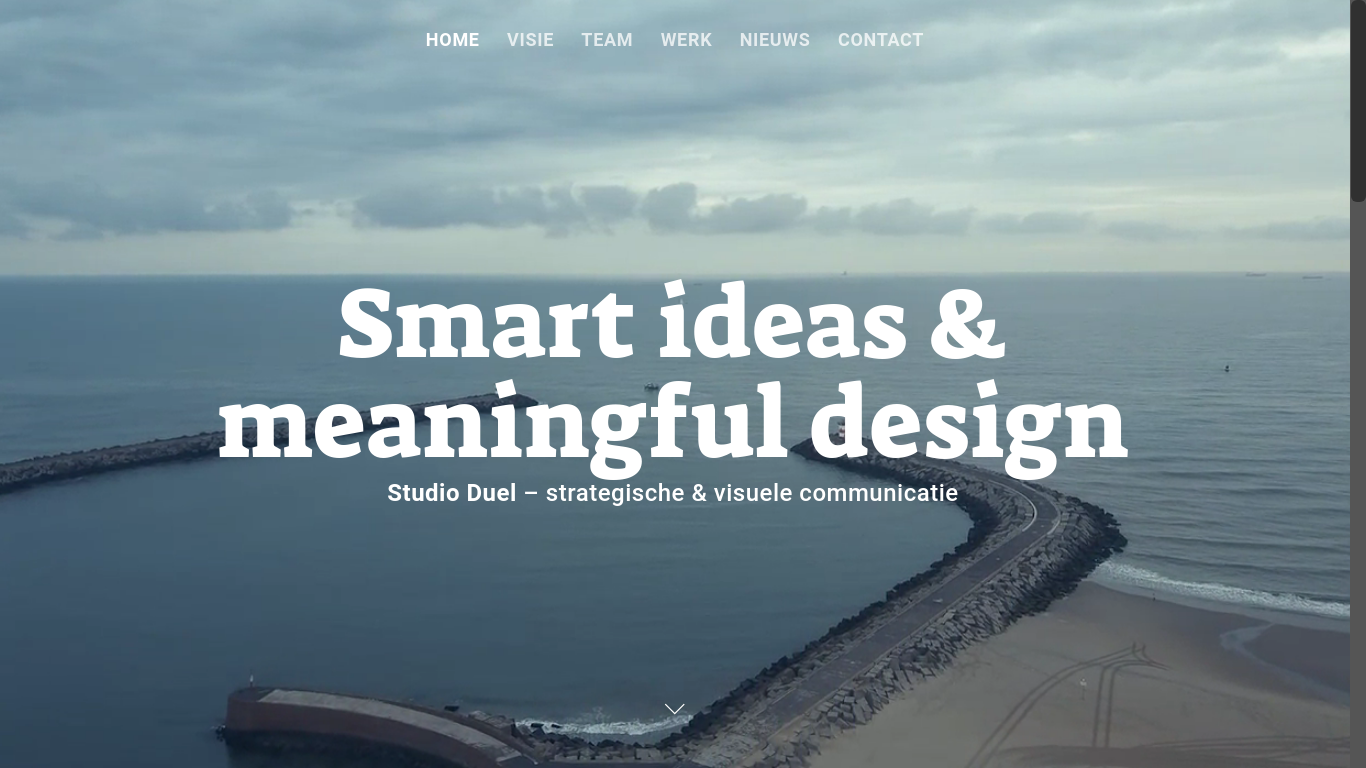 HOME VISIE TEAM WERK NIEUWS CONTACT
Smart ideas &
meaningful design
Studio Duel – strategische & visuele communicatie